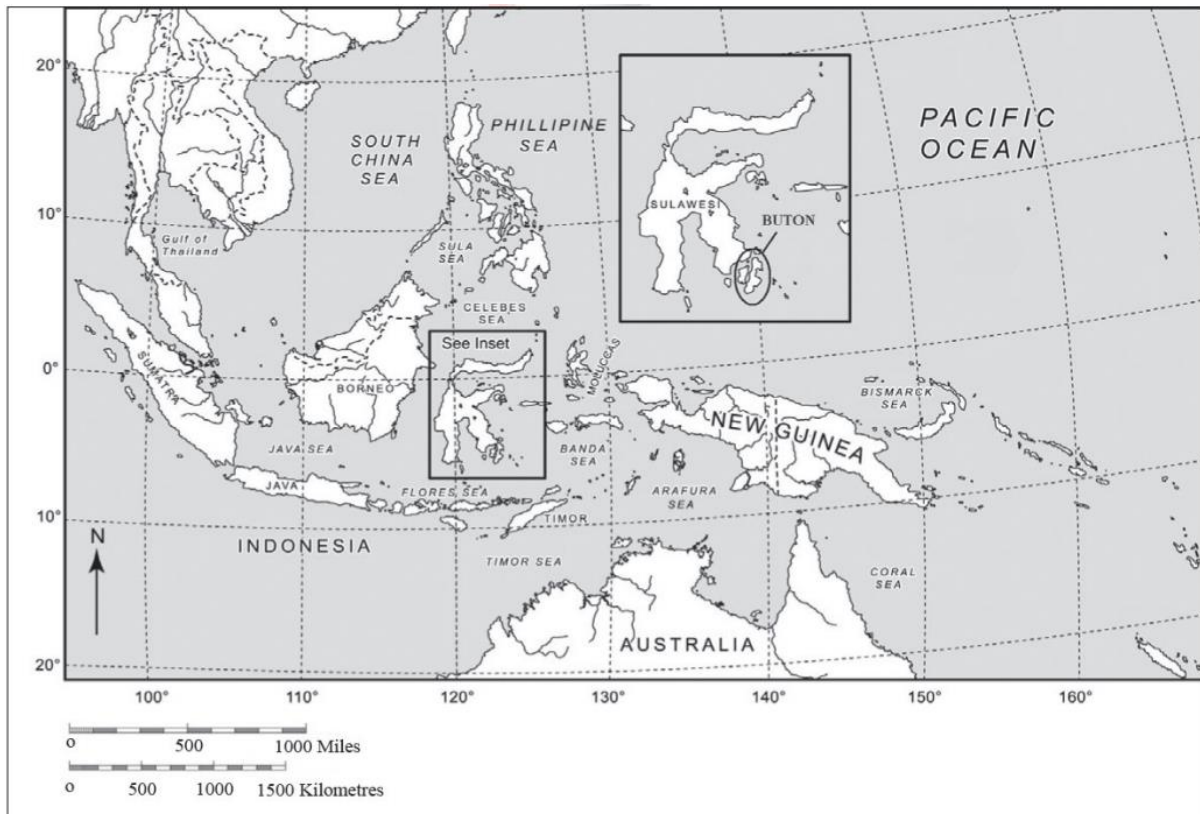 20°
10°
0°
10°
20°
SOUTH
CHINA
SEA
PHILLIPINE
SEA
PACIFIC
OCEAN
SULAWESI
BUTON
Gulf of
Thailand
SULA
SEA
CELEBES
SEA
See Inset
MOLUCCAS
SUMATRA
BORNEO
BISMARCK
SEA
NEW GUINEA
JAVA SEA
BANDA
SEA
JAVA
FLORES SEA
ARAFURA
SEA
TIMOR
N
INDONESIA
TIMOR SEA
CORAL
SEA
AUSTRALIA
100°
110°
120°
130°
140°
150°
160°
o 500 1000 Miles
o 500 1000 1500 Kilometres